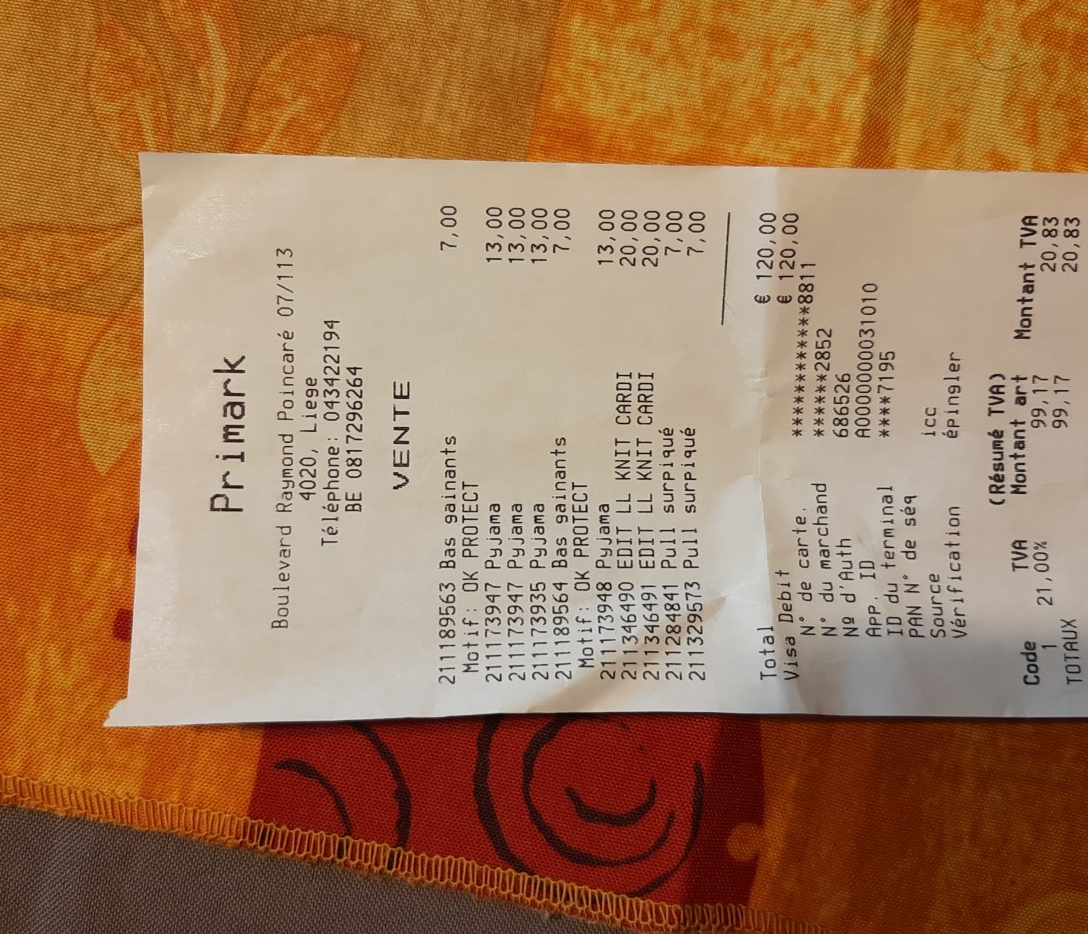 Primark
Boulevard Raymond Poincaré 07/113
4020, Liege
Téléphone: 043422194
BE 0817296264
VENTE
211189563 Bas gainants 7,00
Motif: OK PROTECT
211173947 Pyjama 13,00
211173947 Pyjama 13,00
211173935 Pyjama 13,00
211189564 Bas gainants 7,00
Motif: OK PROTECT
211173948 Pyjama 13,00
211346490 EDIT LL KNIT CARDI 20,00
211346491 EDIT LL KNIT CARDI 20,00
211284841 Pull surpiqué 7,00
211329573 Pull surpiqué 7,00
Total € 120,00
Visa Debit € 120,00
N° de carte. ************8811
N° du marchand ******2852
Nº d'Auth 686526
APP. ID A0000000031010
ID du terminal ****7195
PAN N° de séq
Source icc
Vérification épingler
(Résumé TVA)
Code TVA Montant art Montant TVA
1 21,00% 99,17 20,83
TOTAUX 99,17 20,83